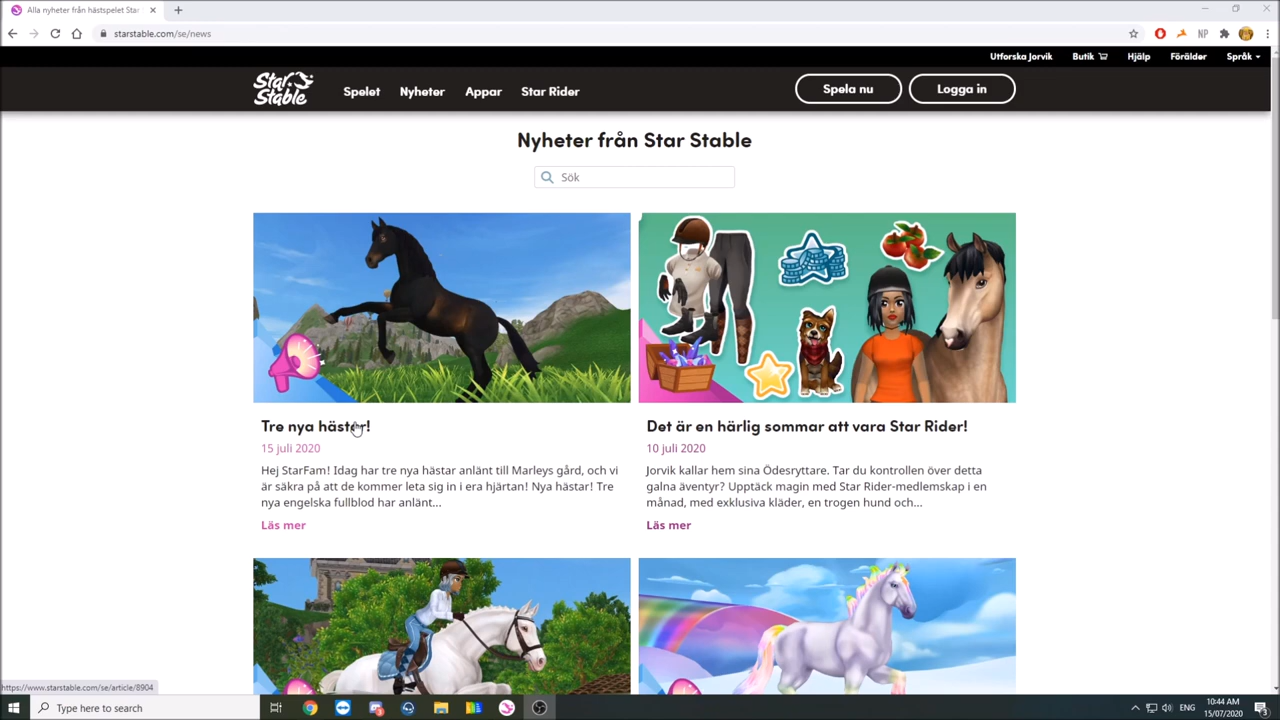 Alla nyheter från hästspelet Star
starstable.com/se/news
NP
Utforska Jorvik Butik Hjälp Förälder Språk
Star Stable
Spelet Nyheter Appar Star Rider Spela nu Logga in
Nyheter från Star Stable
Sök
Tre nya hästar!
15 juli 2020
Hej StarFam! Idag har tre nya hästar anlänt till Marleys gård, och vi
är säkra på att de kommer leta sig in i era hjärtan! Nya hästar! Tre
nya engelska fullblod har anlänt...
Läs mer
Det är en härlig sommar att vara Star Rider!
10 juli 2020
Jorvik kallar hem sina Ödesryttare. Tar du kontrollen över detta
galna äventyr? Upptäck magin med Star Rider-medlemskap i en
månad, med exklusiva kläder, en trogen hund och...
Läs mer
https://www.starstable.com/se/article/8904
Type here to search
ENG
10:44 AM
15/07/2020
3